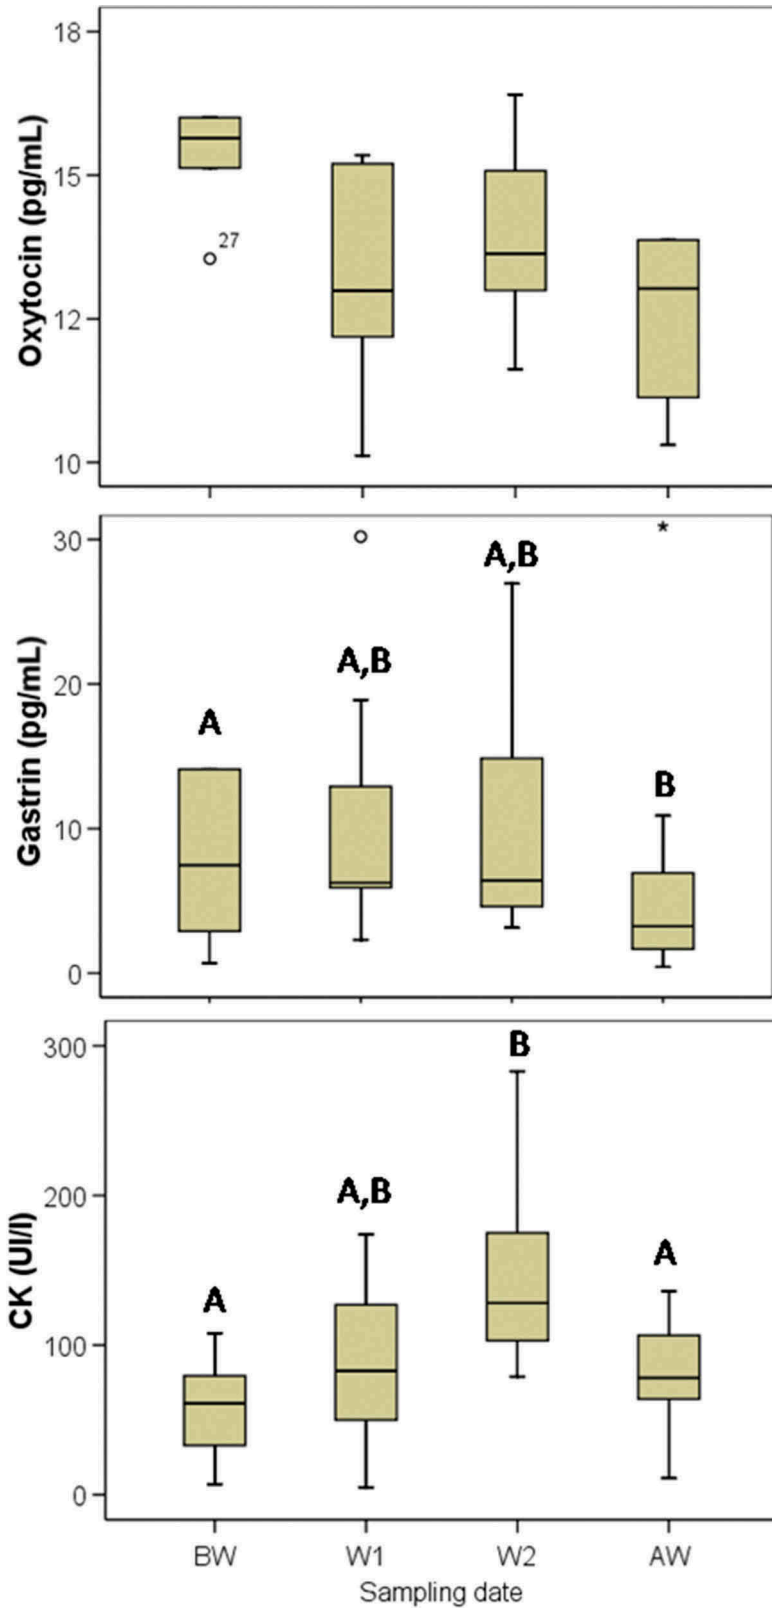 Oxytocin (pg/mL)
18
15
12
10
27
Gastrin (pg/mL)
30
20
10
0
A
A,B
A,B
B
*
CK (UI/l)
300
200
100
0
A
A,B
B
A
BW W1 W2 AW
Sampling date